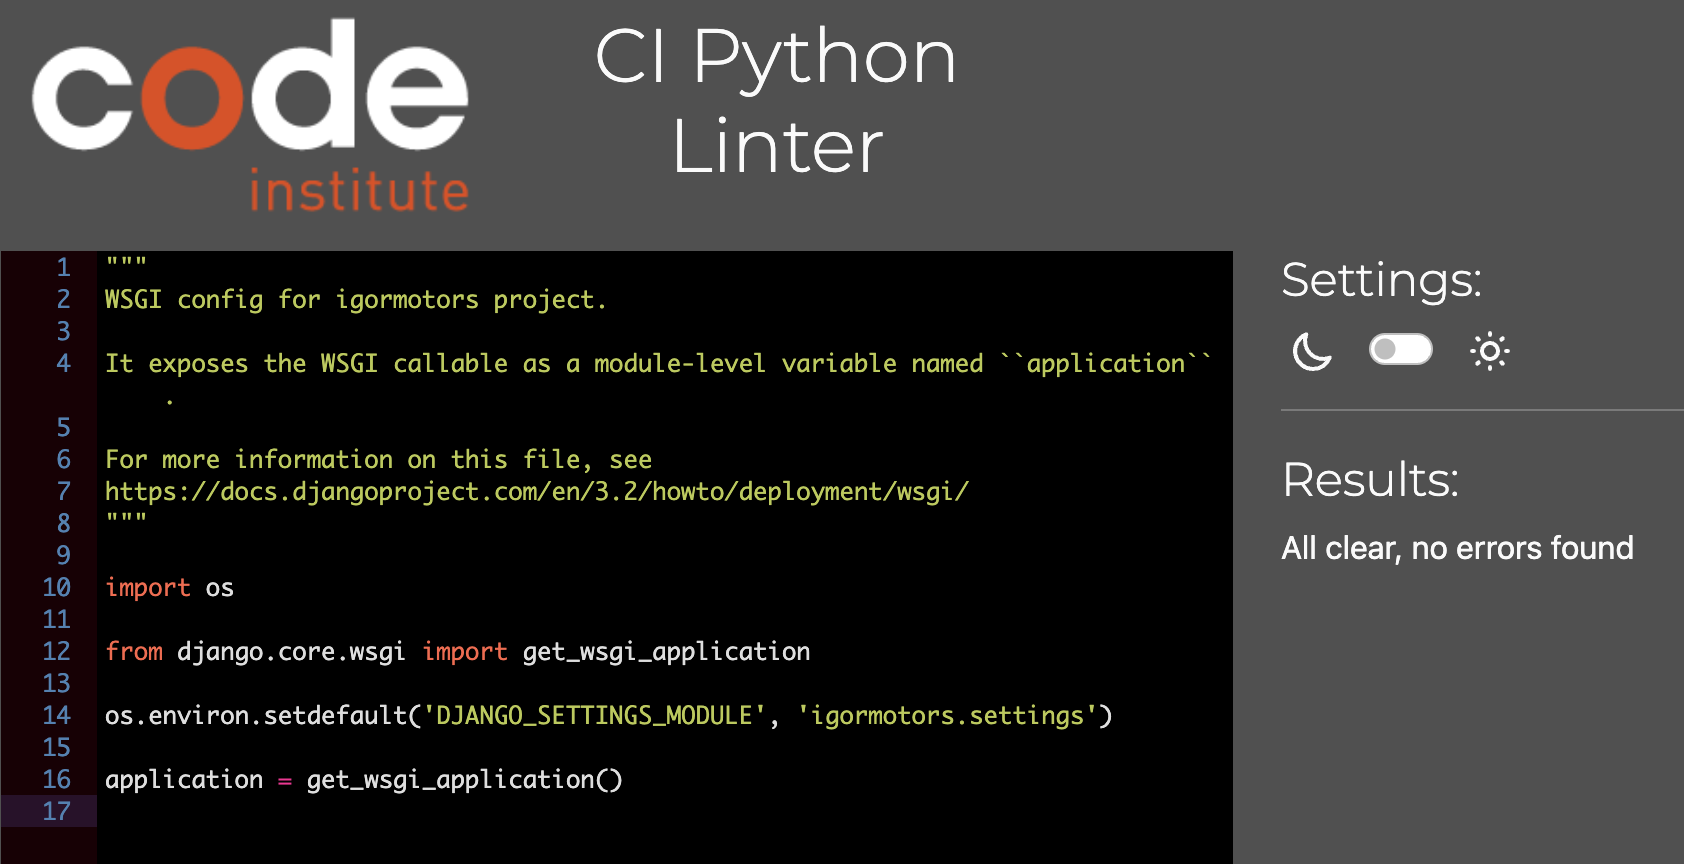 code
institute
CI Python
Linter
1 """
2 WSGI config for igormotors project.
3
4 It exposes the WSGI callable as a module-level variable named ``application``
.
5
6 For more information on this file, see
7 https://docs.djangoproject.com/en/3.2/howto/deployment/wsgi/
8 """
9
10 import os
11
12 from django.core.wsgi import get_wsgi_application
13
14 os.environ.setdefault('DJANGO_SETTINGS_MODULE', 'igormotors.settings')
15
16 application = get_wsgi_application()
17
Settings:
Results:
All clear, no errors found